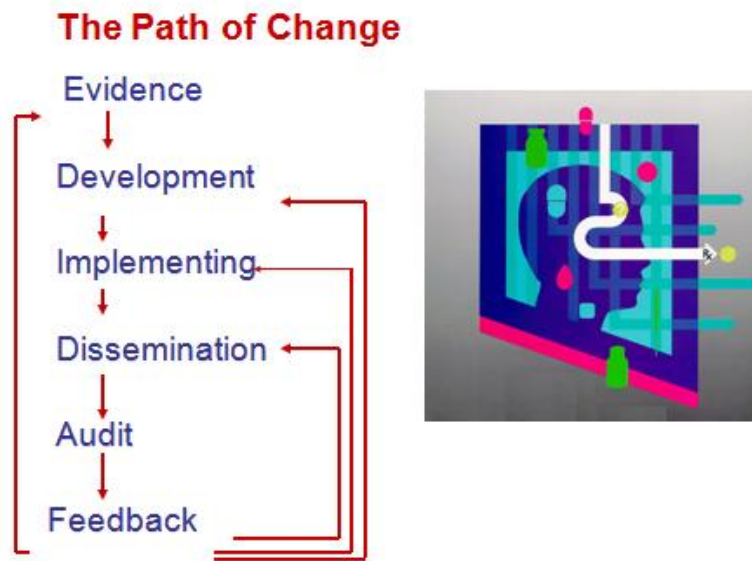 The Path of Change
Evidence
Development
Implementing
Dissemination
Audit
Feedback